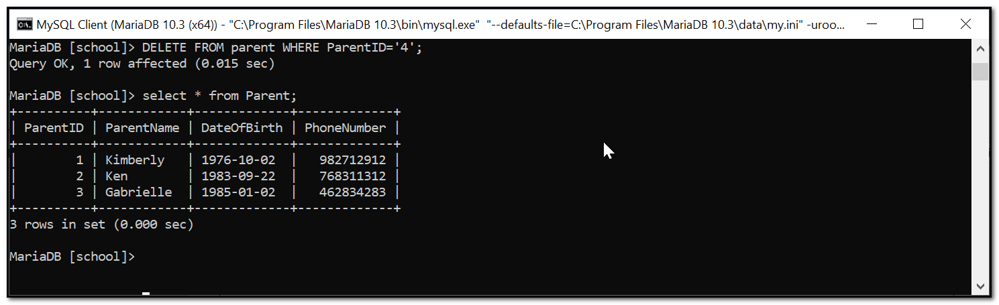 MySQL Client (MariaDB 10.3 (x64)) - "C:\Program Files\MariaDB 10.3\bin\mysql.exe"  "--defaults-file=C:\Program Files\MariaDB 10.3\data\my.ini" -uroo...
MariaDB [school]> DELETE FROM parent WHERE ParentID='4';
Query OK, 1 row affected (0.015 sec)
MariaDB [school]> select * from Parent;
+----------+------------+-------------+-------------+
| ParentID | ParentName | DateOfBirth | PhoneNumber |
+----------+------------+-------------+-------------+
|        1 | Kimberly   | 1976-10-02  |   982712912 |
|        2 | Ken        | 1983-09-22  |   768311312 |
|        3 | Gabrielle  | 1985-01-02  |   462834283 |
+----------+------------+-------------+-------------+
3 rows in set (0.000 sec)
MariaDB [school]>